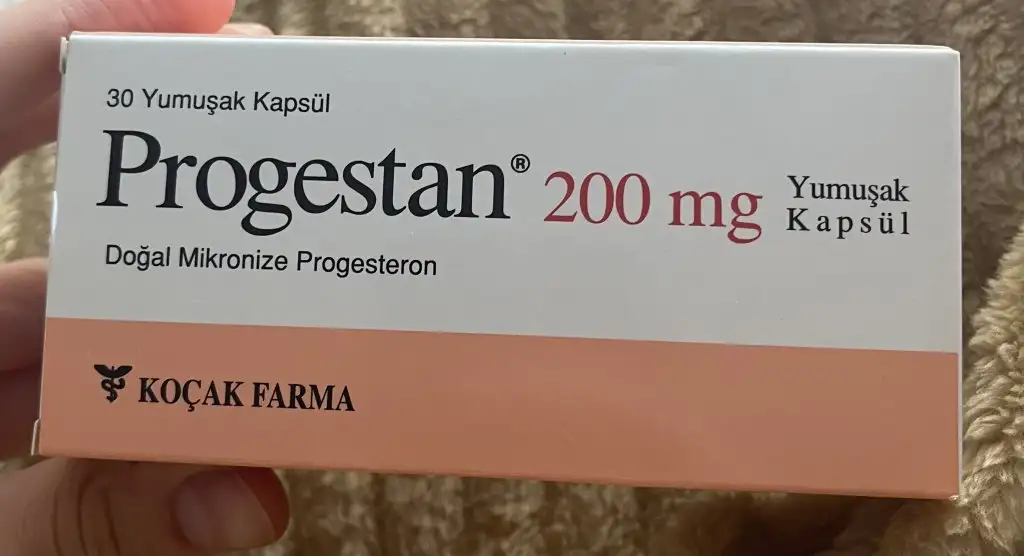 30 Yumuşak Kapsül
Progestan® 200 mg Yumuşak Kapsül
Doğal Mikronize Progesteron
KOÇAK FARMA